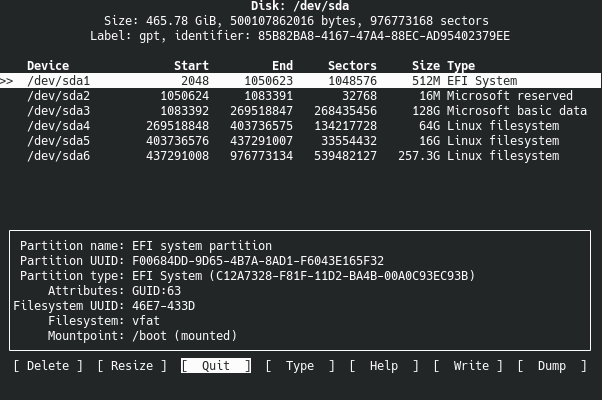 Disk: /dev/sda
Size: 465.78 GiB, 500107862016 bytes, 976773168 sectors
Label: gpt, identifier: 85B82BA8-4167-47A4-88EC-AD95402379EE
Device Start End Sectors Size Type
>> /dev/sda1 2048 1050623 1048576 512M EFI System
/dev/sda2 1050624 1083391 32768 16M Microsoft reserved
/dev/sda3 1083392 269518847 268435456 128G Microsoft basic data
/dev/sda4 269518848 403736575 134217728 64G Linux filesystem
/dev/sda5 403736576 437291007 33554432 16G Linux filesystem
/dev/sda6 437291008 976773134 539482127 257.3G Linux filesystem
Partition name: EFI system partition
Partition UUID: F00684DD-9D65-4B7A-8AD1-F6043E165F32
Partition type: EFI System (C12A7328-F81F-11D2-BA4B-00A0C93EC93B)
Attributes: GUID:63
Filesystem UUID: 46E7-433D
Filesystem: vfat
Mountpoint: /boot (mounted)
[ Delete ] [ Resize ] [ Quit ] [ Type ] [ Help ] [ Write ] [ Dump ]